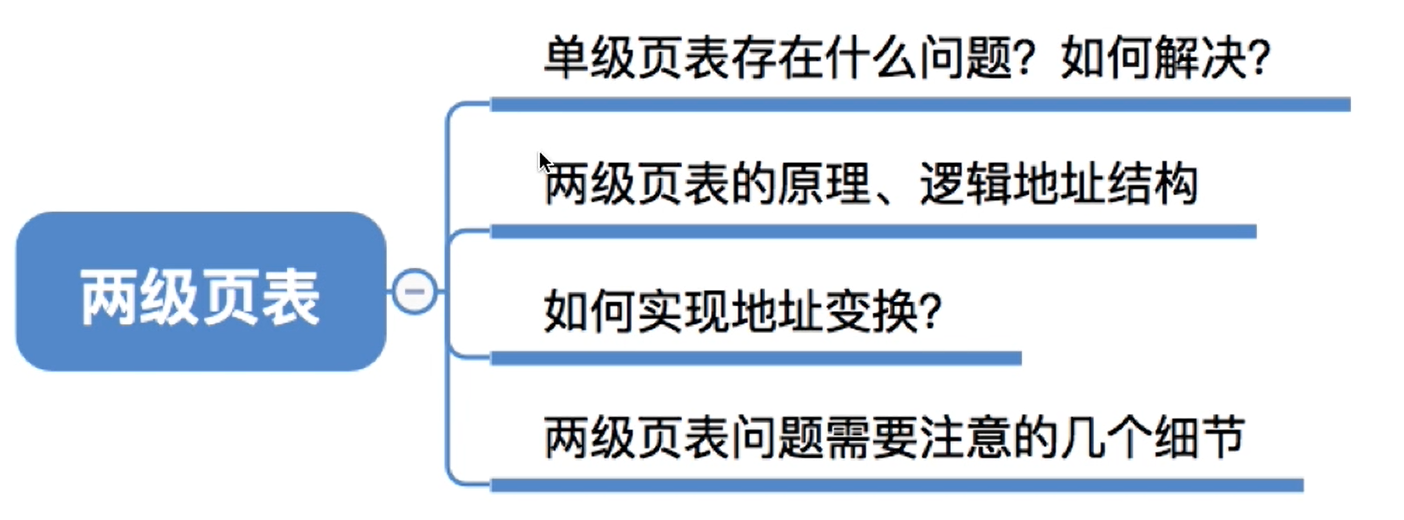 单级页表存在什么问题？如何解决？
两级页表的原理、逻辑地址结构
两级页表
如何实现地址变换？
两级页表问题需要注意的几个细节